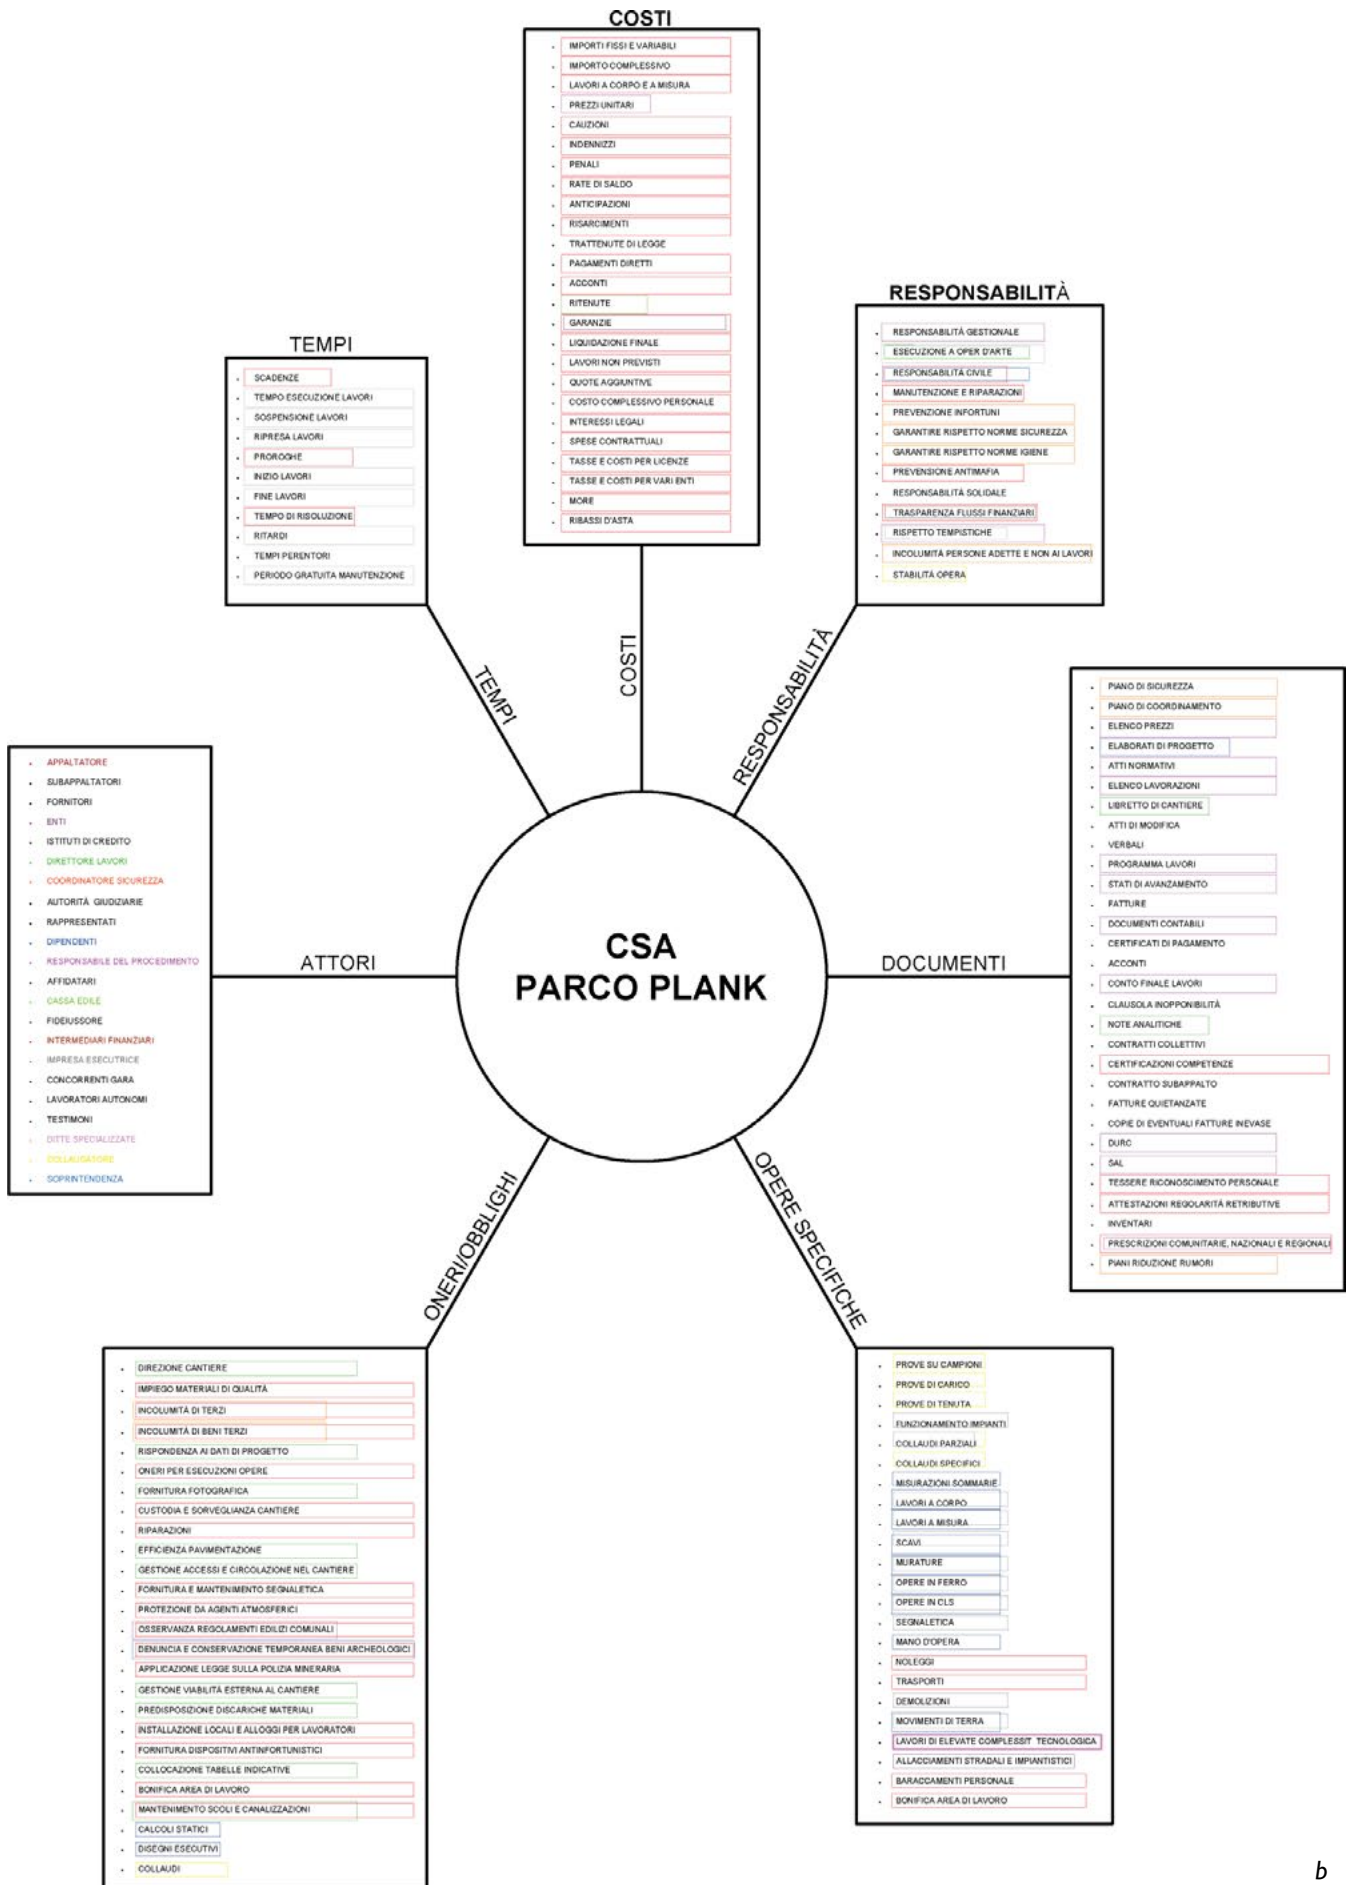 COSTI
IMPORTI FISSI E VARIABILI
IMPORTO COMPLESSIVO
LAVORI A CORPO E A MISURA
PREZZI UNITARI
CAUZIONI
INDENNIZZI
PENALI
RATE DI SALDO
ANTICIPAZIONI
RISARCIMENTI
TRATTENUTE DI LEGGE
PAGAMENTI DIRETTI
ACCONTI
RITENUTE
GARANZIE
LIQUIDAZIONE FINALE
LAVORI NON PREVISTI
QUOTE AGGIUNTIVE
COSTO COMPLESSIVO PERSONALE
INTERESSI LEGALI
SPESE CONTRATTUALI
TASSE E COSTI PER LICENZE
TASSE E COSTI PER VARI ENTI
MORE
RIBASSI D'ASTA
RESPONSABILITÀ
RESPONSABILITÀ GESTIONALE
ESECUZIONE A OPER D'ARTE
RESPONSABILITÀ CIVILE
MANUTENZIONE E RIPARAZIONI
PREVENZIONE INFORTUNI
GARANTIRE RISPETTO NORME SICUREZZA
GARANTIRE RISPETTO NORME IGIENE
PREVENSIONE ANTIMAFIA
RESPONSABILITÀ SOLIDALE
TRASPARENZA FLUSSI FINANZIARI
RISPETTO TEMPISTICHE
INCOLUMITÀ PERSONE ADETTE E NON AI LAVORI
STABILITÀ OPERA
TEMPI
SCADENZE
TEMPO ESECUZIONE LAVORI
SOSPENSIONE LAVORI
RIPRESA LAVORI
PROROGHE
INIZIO LAVORI
FINE LAVORI
TEMPO DI RISOLUZIONE
RITARDI
TEMPI PERENTORI
PERIODO GRATUITA MANUTENZIONE
TEMPI
COSTI
RESPONSABILITÀ
APPALTATORE
SUBAPPALTATORI
FORNITORI
ENTI
ISTITUTI DI CREDITO
DIRETTORE LAVORI
COORDINATORE SICUREZZA
AUTORITÀ GIUDIZIARIE
RAPPRESENTATI
DIPENDENTI
RESPONSABILE DEL PROCEDIMENTO
AFFIDATARI
CASSA EDILE
FIDEIUSSORE
INTERMEDIARI FINANZIARI
IMPRESA ESECUTRICE
CONCORRENTI GARA
LAVORATORI AUTONOMI
TESTIMONI
DITTE SPECIALIZZATE
COLLAUDATORE
SOPRINTENDENZA
ATTORI
CSA
PARCO PLANK
DOCUMENTI
PIANO DI SICUREZZA
PIANO DI COORDINAMENTO
ELENCO PREZZI
ELABORATI DI PROGETTO
ATTI NORMATIVI
ELENCO LAVORAZIONI
LIBRETTO DI CANTIERE
ATTI DI MODIFICA
VERBALI
PROGRAMMA LAVORI
STATI DI AVANZAMENTO
FATTURE
DOCUMENTI CONTABILI
CERTIFICATI DI PAGAMENTO
ACCONTI
CONTO FINALE LAVORI
CLAUSOLA INOPPONIBILITÀ
NOTE ANALITICHE
CONTRATTI COLLETTIVI
CERTIFICAZIONI COMPETENZE
CONTRATTO SUBAPPALTO
FATTURE QUIETANZATE
COPIE DI EVENTUALI FATTURE INEVASE
DURC
SAL
TESSERE RICONOSCIMENTO PERSONALE
ATTESTAZIONI REGOLARITÀ RETRIBUTIVE
INVENTARI
PRESCRIZIONI COMUNITARIE, NAZIONALI E REGIONALI
PIANI RIDUZIONE RUMORI
ONERI/OBBLIGHI
OPERE SPECIFICHE
DIREZIONE CANTIERE
IMPIEGO MATERIALI DI QUALITÀ
INCOLUMITÀ DI TERZI
INCOLUMITÀ DI BENI TERZI
RISPONDENZA AI DATI DI PROGETTO
ONERI PER ESECUZIONI OPERE
FORNITURA FOTOGRAFICA
CUSTODIA E SORVEGLIANZA CANTIERE
RIPARAZIONI
EFFICIENZA PAVIMENTAZIONE
GESTIONE ACCESSI E CIRCOLAZIONE NEL CANTIERE
FORNITURA E MANTENIMENTO SEGNALETICA
PROTEZIONE DA AGENTI ATMOSFERICI
OSSERVANZA REGOLAMENTI EDILIZI COMUNALI
DENUNCIA E CONSERVAZIONE TEMPORANEA BENI ARCHEOLOGICI
APPLICAZIONE LEGGE SULLA POLIZIA MINERARIA
GESTIONE VIABILITÀ ESTERNA AL CANTIERE
PREDISPOSIZIONE DISCARICHE MATERIALI
INSTALLAZIONE LOCALI E ALLOGGI PER LAVORATORI
FORNITURA DISPOSITIVI ANTINFORTUNISTICI
COLLOCAZIONE TABELLE INDICATIVE
BONIFICA AREA DI LAVORO
MANTENIMENTO SCOLI E CANALIZZAZIONI
CALCOLI STATICI
DISEGNI ESECUTIVI
COLLAUDI
PROVE SU CAMPIONI
PROVE DI CARICO
PROVE DI TENUTA
FUNZIONAMENTO IMPIANTI
COLLAUDI PARZIALI
COLLAUDI SPECIFICI
MISURAZIONI SOMMARIE
LAVORI A CORPO
LAVORI A MISURA
SCAVI
MURATURE
OPERE IN FERRO
OPERE IN CLS
SEGNALETICA
MANO D'OPERA
NOLEGGI
TRASPORTI
DEMOLIZIONI
MOVIMENTI DI TERRA
LAVORI DI ELEVATE COMPLESSIT TECNOLOGICA
ALLACCIAMENTI STRADALI E IMPIANTISTICI
BARACCAMENTI PERSONALE
BONIFICA AREA DI LAVORO
b